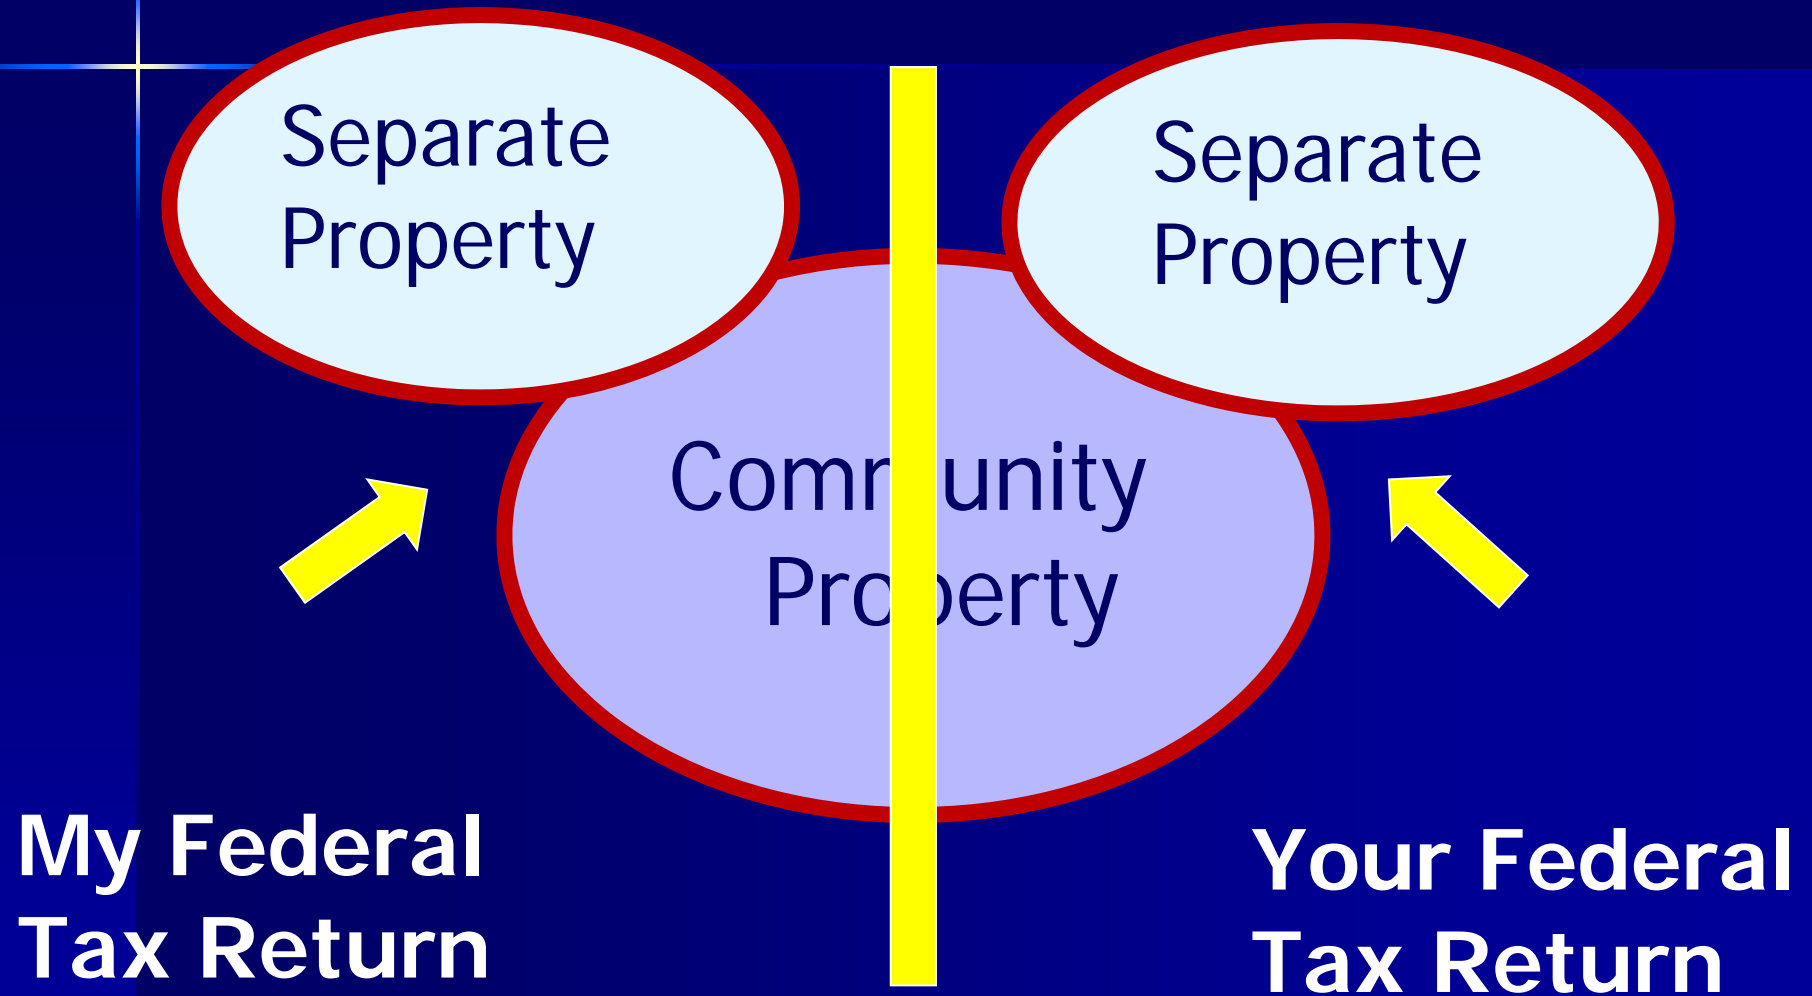 Separate
Property
Separate
Property
Community
Property
My Federal
Tax Return
Your Federal
Tax Return